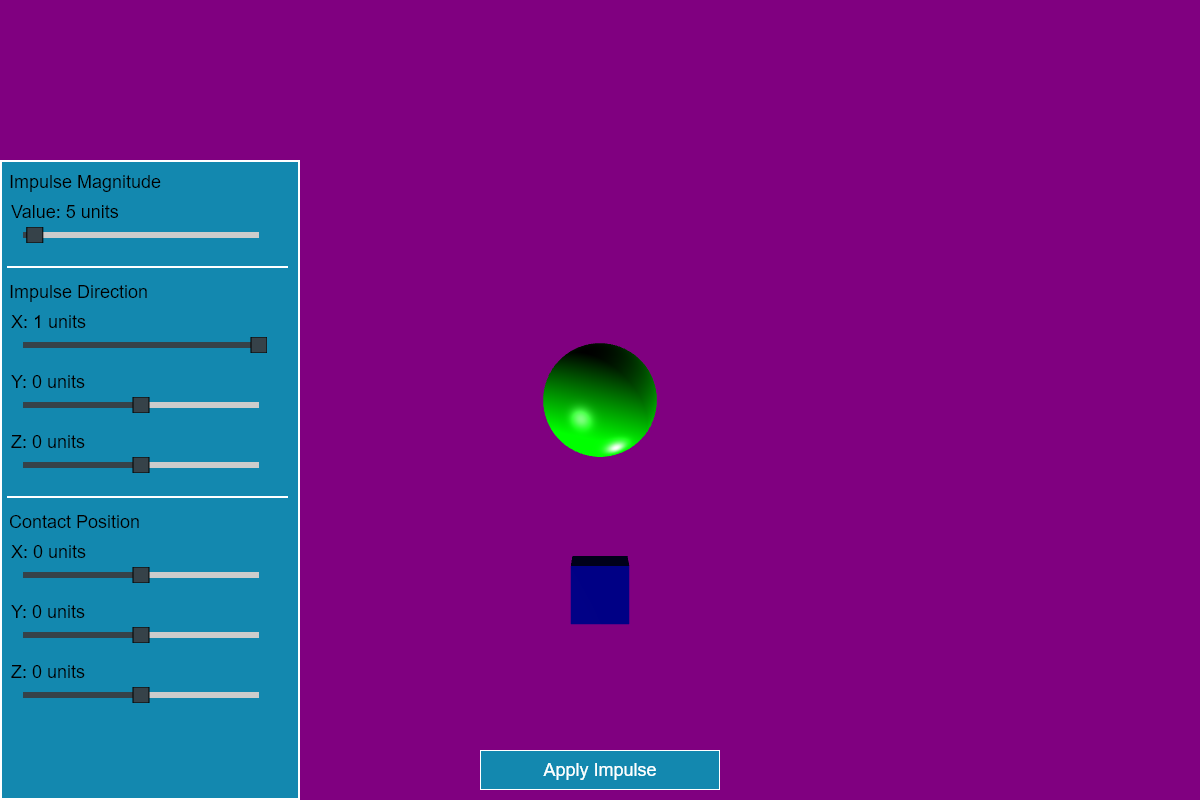 Impulse Magnitude
Value: 5 units
Impulse Direction
X: 1 units
Y: 0 units
Z: 0 units
Contact Position
X: 0 units
Y: 0 units
Z: 0 units
Apply Impulse